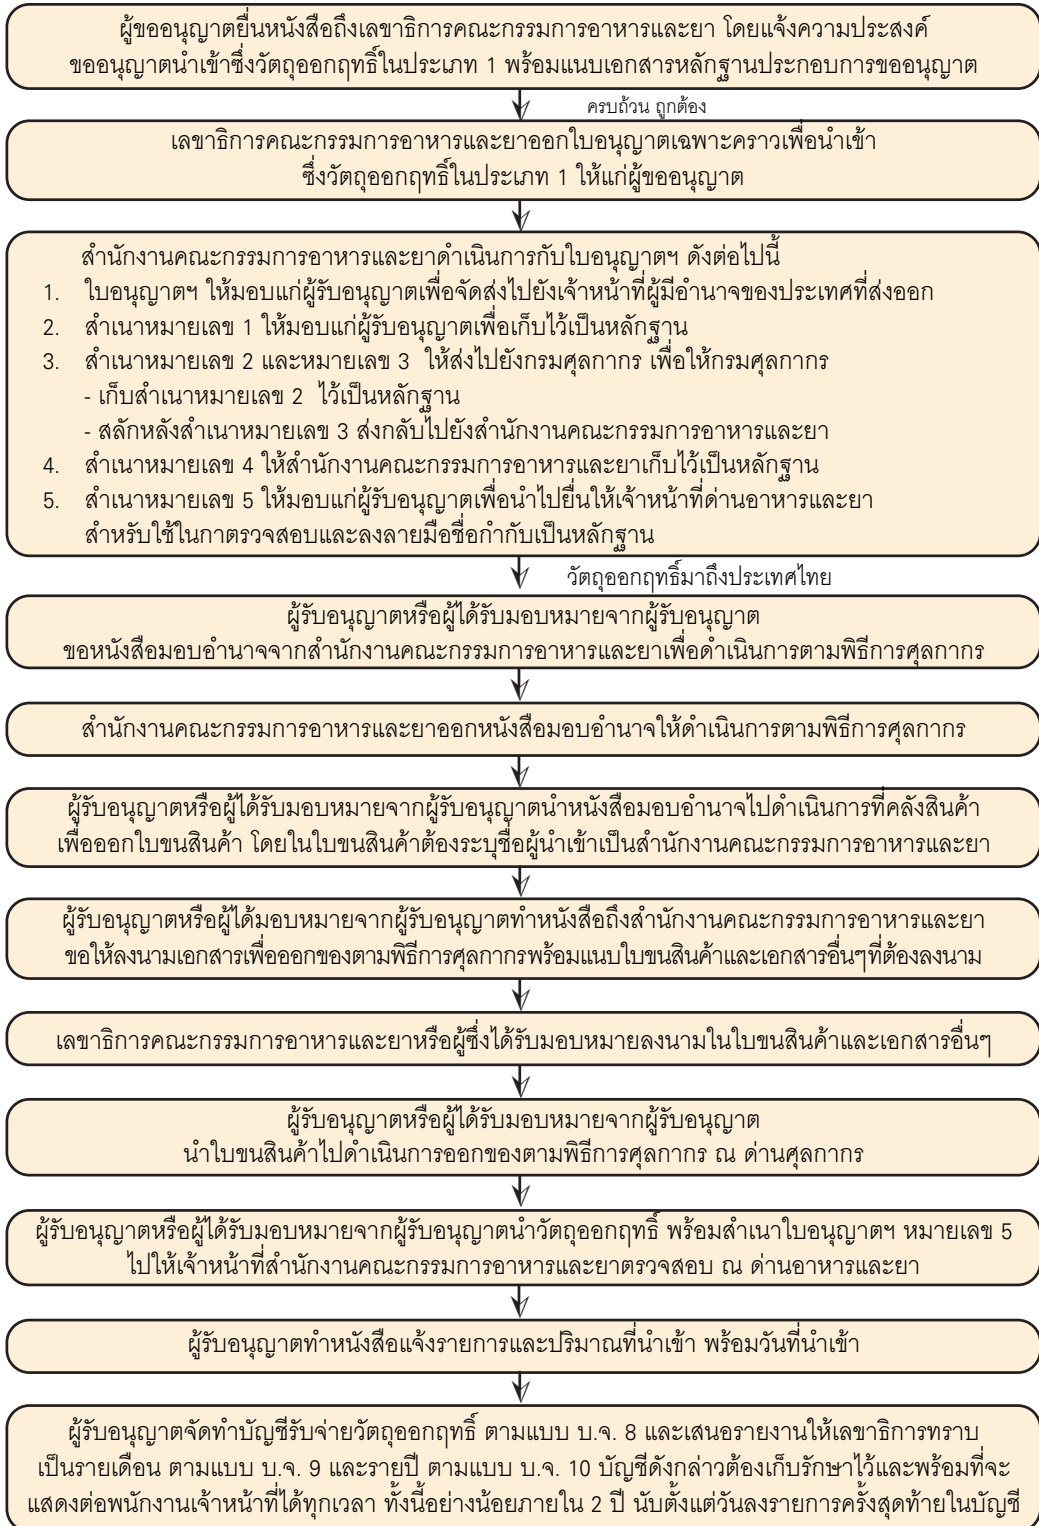 ผู้ขออนุญาตยื่นหนังสือถึงเลขาธิการคณะกรรมการอาหารและยา โดยแจ้งความประสงค์
ขออนุญาตนำเข้าซึ่งวัตถุออกฤทธิ์ในประเภท 1 พร้อมแนบเอกสารหลักฐานประกอบการขออนุญาต
ครบถ้วน ถูกต้อง
เลขาธิการคณะกรรมการอาหารและยาออกใบอนุญาตเฉพาะคราวเพื่อนำเข้า
ซึ่งวัตถุออกฤทธิ์ในประเภท 1 ให้แก่ผู้ขออนุญาต
สำนักงานคณะกรรมการอาหารและยาดำเนินการกับใบอนุญาตฯ ดังต่อไปนี้
1. ใบอนุญาตฯ ให้มอบแก่ผู้รับอนุญาตเพื่อจัดส่งไปยังเจ้าหน้าที่ผู้มีอำนาจของประเทศที่ส่งออก
2. สำเนาหมายเลข 1 ให้มอบแก่ผู้รับอนุญาตเพื่อเก็บไว้เป็นหลักฐาน
3. สำเนาหมายเลข 2 และหมายเลข 3 ให้ส่งไปยังกรมศุลกากร เพื่อให้กรมศุลกากร
- เก็บสำเนาหมายเลข 2 ไว้เป็นหลักฐาน
- สลักหลังสำเนาหมายเลข 3 ส่งกลับไปยังสำนักงานคณะกรรมการอาหารและยา
4. สำเนาหมายเลข 4 ให้สำนักงานคณะกรรมการอาหารและยาเก็บไว้เป็นหลักฐาน
5. สำเนาหมายเลข 5 ให้มอบแก่ผู้รับอนุญาตเพื่อนำไปยื่นให้เจ้าหน้าที่ด่านอาหารและยา
สำหรับใช้ในกาตรวจสอบและลงลายมือชื่อกำกับเป็นหลักฐาน
วัตถุออกฤทธิ์มาถึงประเทศไทย
ผู้รับอนุญาตหรือผู้ได้รับมอบหมายจากผู้รับอนุญาต
ขอหนังสือมอบอำนาจจากสำนักงานคณะกรรมการอาหารและยาเพื่อดำเนินการตามพิธีการศุลกากร
สำนักงานคณะกรรมการอาหารและยาออกหนังสือมอบอำนาจให้ดำเนินการตามพิธีการศุลกากร
ผู้รับอนุญาตหรือผู้ได้รับมอบหมายจากผู้รับอนุญาตนำหนังสือมอบอำนาจไปดำเนินการที่คลังสินค้า
เพื่อออกใบขนสินค้า โดยในใบขนสินค้าต้องระบุชื่อผู้นำเข้าเป็นสำนักงานคณะกรรมการอาหารและยา
ผู้รับอนุญาตหรือผู้ได้มอบหมายจากผู้รับอนุญาตทำหนังสือถึงสำนักงานคณะกรรมการอาหารและยา
ขอให้ลงนามเอกสารเพื่อออกของตามพิธีการศุลกากรพร้อมแนบใบขนสินค้าและเอกสารอื่นๆที่ต้องลงนาม
เลขาธิการคณะกรรมการอาหารและยาหรือผู้ซึ่งได้รับมอบหมายลงนามในใบขนสินค้าและเอกสารอื่นๆ
ผู้รับอนุญาตหรือผู้ได้รับมอบหมายจากผู้รับอนุญาต
นำใบขนสินค้าไปดำเนินการออกของตามพิธีการศุลกากร ณ ด่านศุลกากร
ผู้รับอนุญาตหรือผู้ได้รับมอบหมายจากผู้รับอนุญาตนำวัตถุออกฤทธิ์ พร้อมสำเนาใบอนุญาตฯ หมายเลข 5
ไปให้เจ้าหน้าที่สำนักงานคณะกรรมการอาหารและยาตรวจสอบ ณ ด่านอาหารและยา
ผู้รับอนุญาตทำหนังสือแจ้งรายการและปริมาณที่นำเข้า พร้อมวันที่นำเข้า
ผู้รับอนุญาตจัดทำบัญชีรับจ่ายวัตถุออกฤทธิ์ ตามแบบ บ.จ. 8 และเสนอรายงานให้เลขาธิการทราบ
เป็นรายเดือน ตามแบบ บ.จ. 9 และรายปี ตามแบบ บ.จ. 10 บัญชีดังกล่าวต้องเก็บรักษาไว้และพร้อมที่จะ
แสดงต่อพนักงานเจ้าหน้าที่ได้ทุกเวลา ทั้งนี้อย่างน้อยภายใน 2 ปี นับตั้งแต่วันลงรายการครั้งสุดท้ายในบัญชี